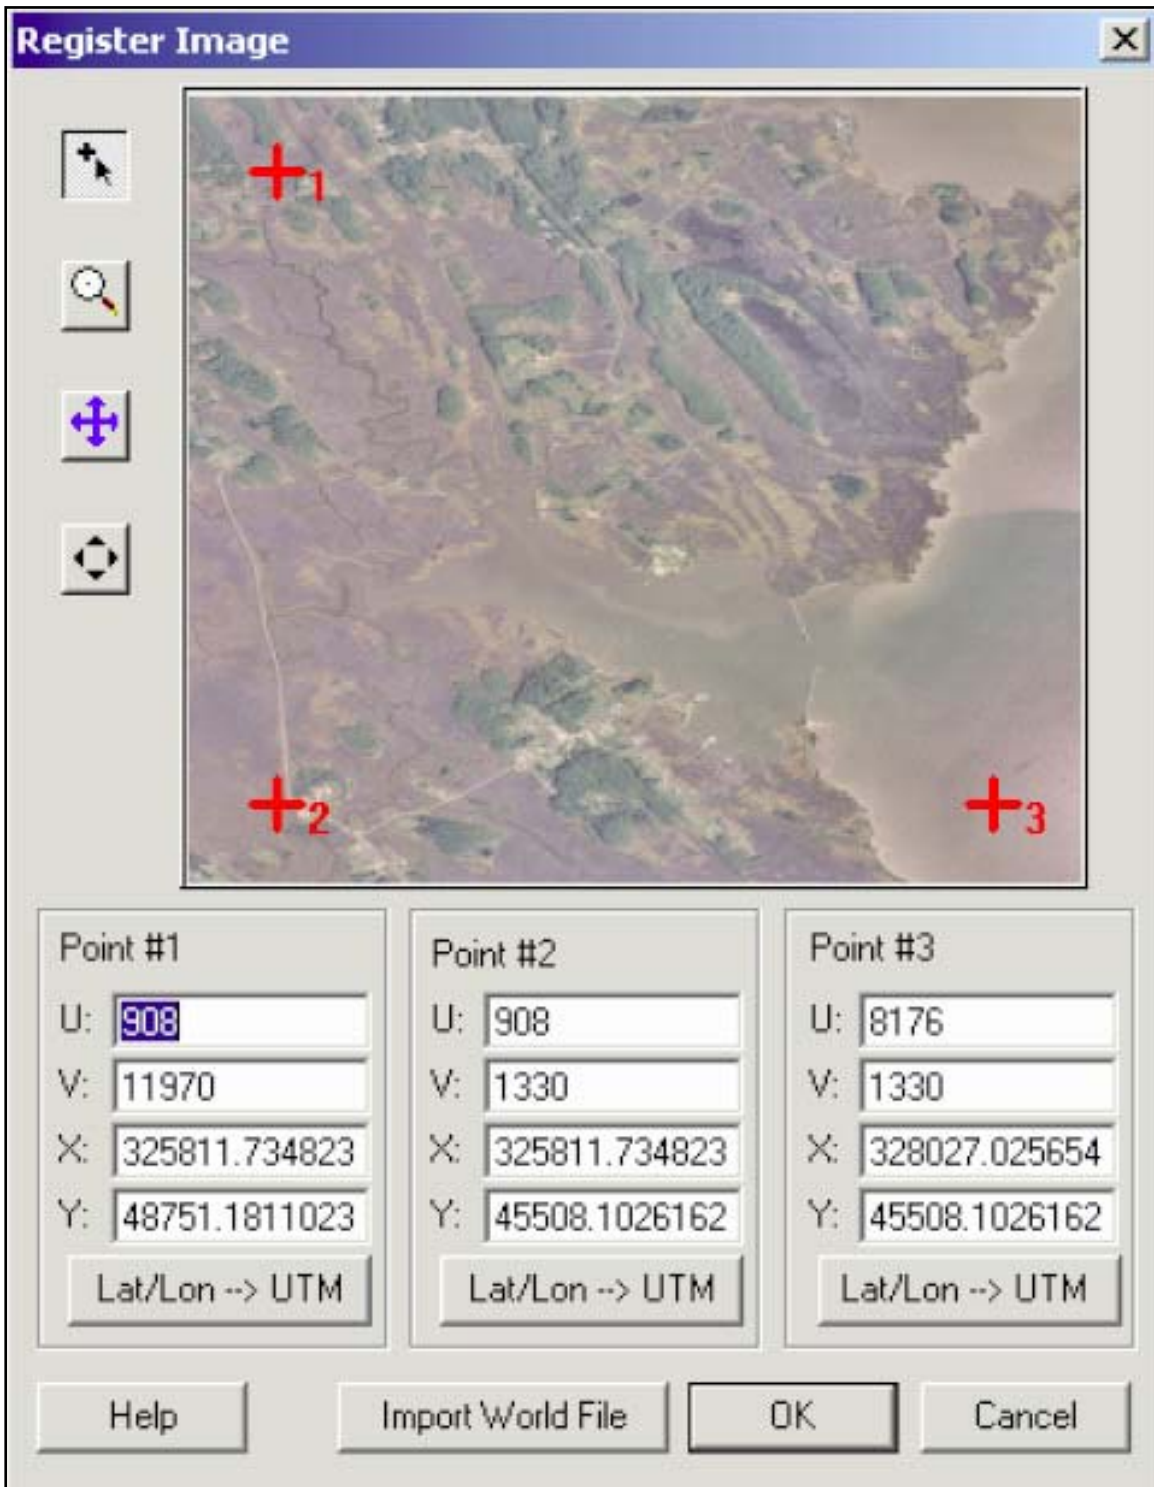 Register Image
1
2
3
Point #1
U: 908
V: 11970
X: 325811.734823
Y: 48751.1811023
Lat/Lon --> UTM
Point #2
U: 908
V: 1330
X: 325811.734823
Y: 45508.1026162
Lat/Lon --> UTM
Point #3
U: 8176
V: 1330
X: 328027.025654
Y: 45508.1026162
Lat/Lon --> UTM
Help
Import World File
OK
Cancel